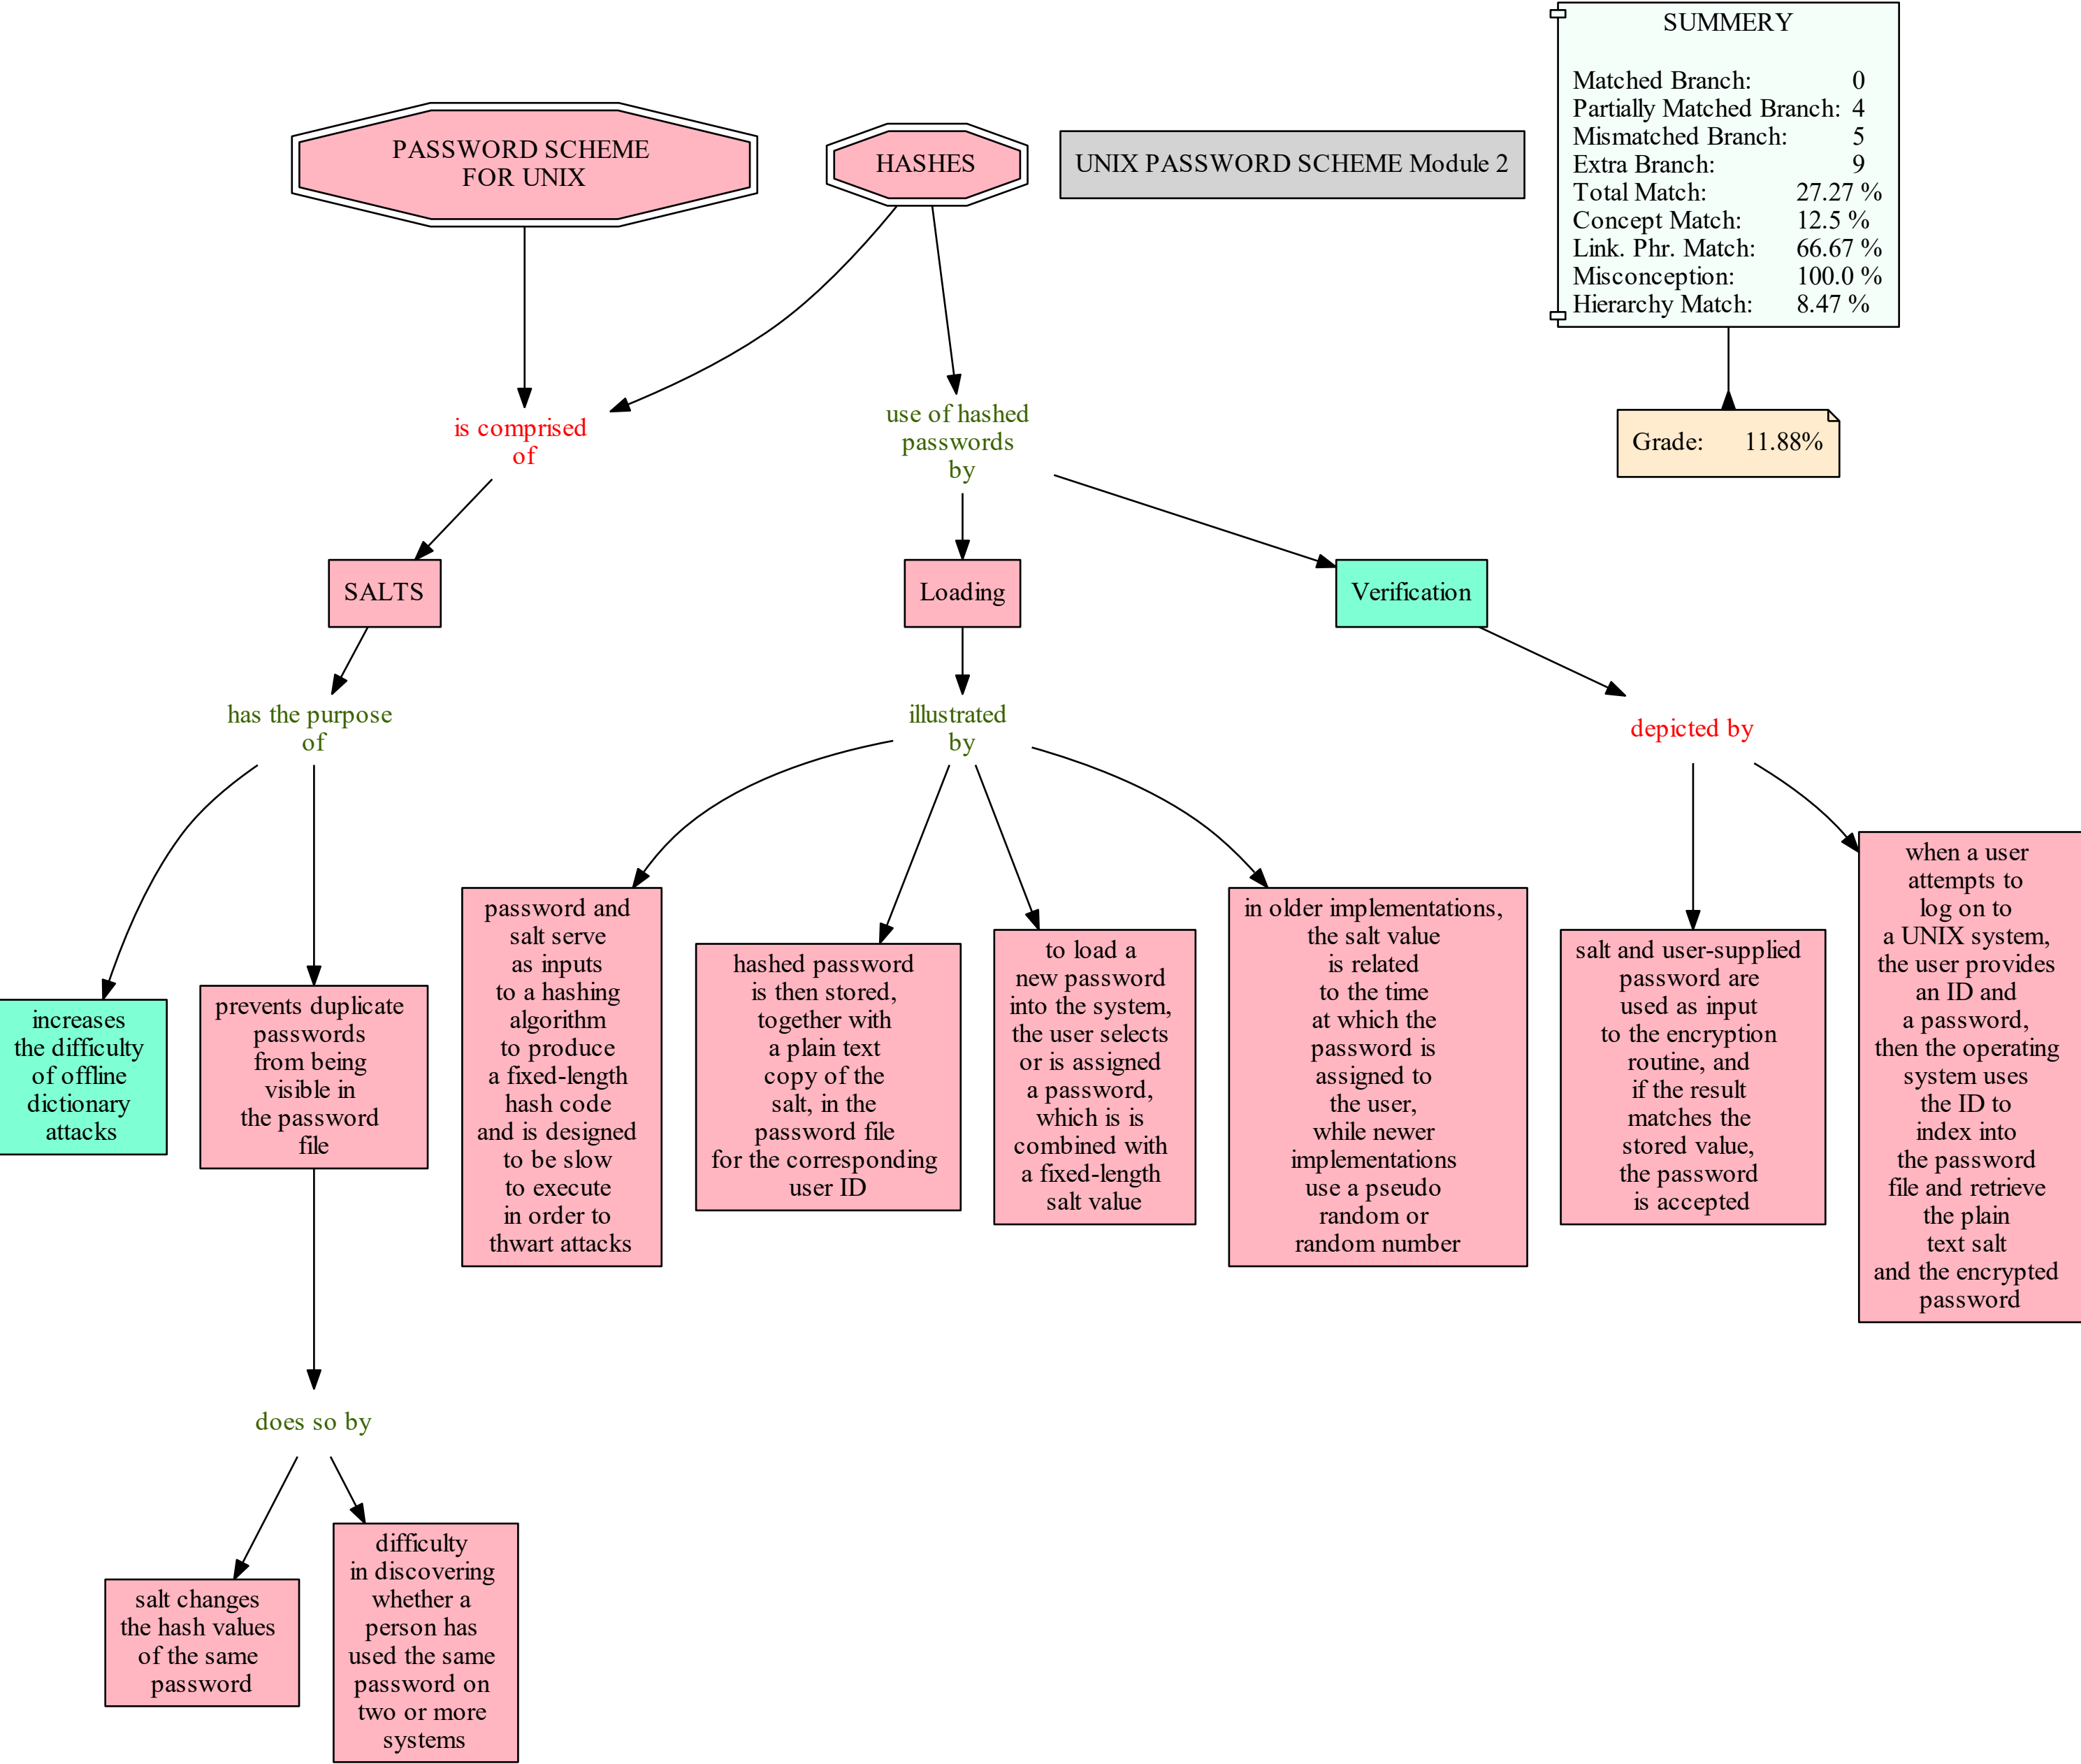 SUMMERY
Matched Branch: 0
Partially Matched Branch: 4
Mismatched Branch: 5
Extra Branch: 9
Total Match: 27.27 %
Concept Match: 12.5 %
Link. Phr. Match: 66.67 %
Misconception: 100.0 %
Hierarchy Match: 8.47 %
PASSWORD SCHEME
FOR UNIX
HASHES
UNIX PASSWORD SCHEME Module 2
Grade: 11.88%
is comprised
of
use of hashed
passwords
by
SALTS
Loading
Verification
has the purpose
of
illustrated
by
depicted by
increases
the difficulty
of offline
dictionary
attacks
prevents duplicate
passwords
from being
visible in
the password
file
password and
salt serve
as inputs
to a hashing
algorithm
to produce
a fixed-length
hash code
and is designed
to be slow
to execute
in order to
thwart attacks
hashed password
is then stored,
together with
a plain text
copy of the
salt, in the
password file
for the corresponding
user ID
to load a
new password
into the system,
the user selects
or is assigned
a password,
which is is
combined with
a fixed-length
salt value
in older implementations,
the salt value
is related
to the time
at which the
password is
assigned to
the user,
while newer
implementations
use a pseudo
random or
random number
salt and user-supplied
password are
used as input
to the encryption
routine, and
if the result
matches the
stored value,
the password
is accepted
when a user
attempts to
log on to
a UNIX system,
the user provides
an ID and
a password,
then the operating
system uses
the ID to
index into
the password
file and retrieve
the plain
text salt
and the encrypted
password
does so by
salt changes
the hash values
of the same
password
difficulty
in discovering
whether a
person has
used the same
password on
two or more
systems